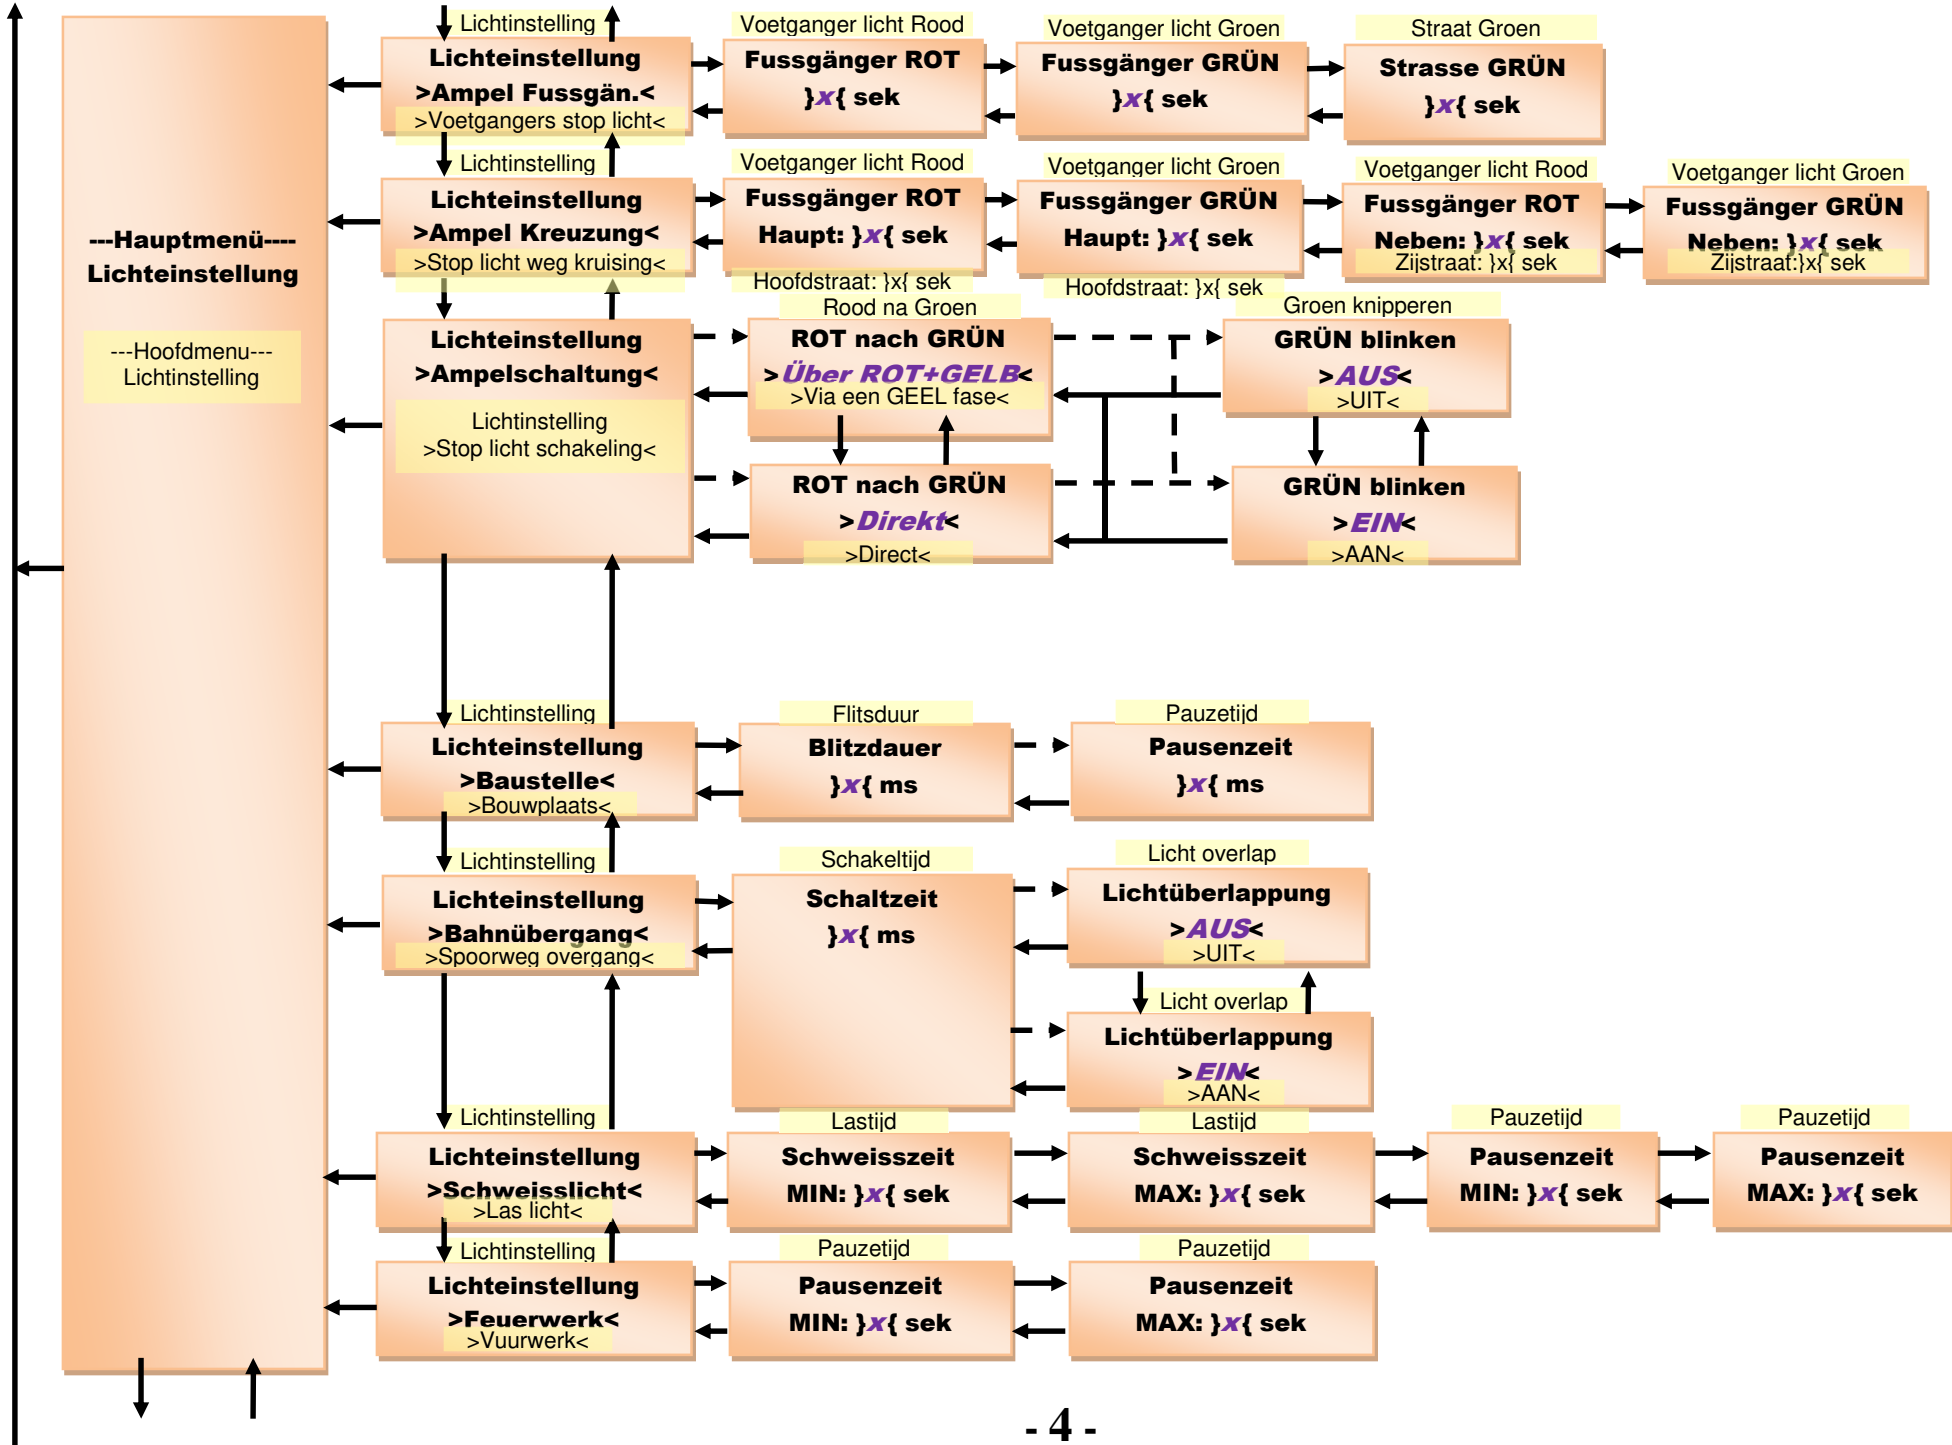 ---Hauptmenü----
Lichteinstellung
---Hoofdmenu---
Lichtinstelling
Lichtinstelling
Lichteinstellung
>Ampel Fussgän.<
>Voetgangers stop licht<
Voetganger licht Rood
Fussgänger ROT
}x{ sek
Voetganger licht Groen
Fussgänger GRÜN
}x{ sek
Straat Groen
Strasse GRÜN
}x{ sek
Lichtinstelling
Lichteinstellung
>Ampel Kreuzung<
>Stop licht weg kruising<
Voetganger licht Rood
Fussgänger ROT
Haupt: }x{ sek
Hoofdstraat: }x{ sek
Voetganger licht Groen
Fussgänger GRÜN
Haupt: }x{ sek
Hoofdstraat: }x{ sek
Voetganger licht Rood
Fussgänger ROT
Neben: }x{ sek
Zijstraat: }x{ sek
Voetganger licht Groen
Fussgänger GRÜN
Neben: }x{ sek
Zijstraat:}x{ sek
Lichteinstellung
>Ampelschaltung<
Lichtinstelling
>Stop licht schakeling<
Rood na Groen
ROT nach GRÜN
>Über ROT+GELB<
>Via een GEEL fase<
Groen knipperen
GRÜN blinken
>AUS<
>UIT<
ROT nach GRÜN
>Direkt<
>Direct<
GRÜN blinken
>EIN<
>AAN<
Lichtinstelling
Lichteinstellung
>Baustelle<
>Bouwplaats<
Flitsduur
Blitzdauer
}x{ ms
Pauzetijd
Pausenzeit
}x{ ms
Lichtinstelling
Lichteinstellung
>Bahnübergang<
>Spoorweg overgang<
Schakeltijd
Schaltzeit
}x{ ms
Licht overlap
Lichtüberlappung
>AUS<
>UIT<
Licht overlap
Lichtüberlappung
>EIN<
>AAN<
Lichtinstelling
Lichteinstellung
>Schweisslicht<
>Las licht<
Lastijd
Schweisszeit
MIN: }x{ sek
Lastijd
Schweisszeit
MAX: }x{ sek
Pauzetijd
Pausenzeit
MIN: }x{ sek
Pauzetijd
Pausenzeit
MAX: }x{ sek
Lichtinstelling
Lichteinstellung
>Feuerwerk<
>Vuurwerk<
Pauzetijd
Pausenzeit
MIN: }x{ sek
Pauzetijd
Pausenzeit
MAX: }x{ sek
- 4 -